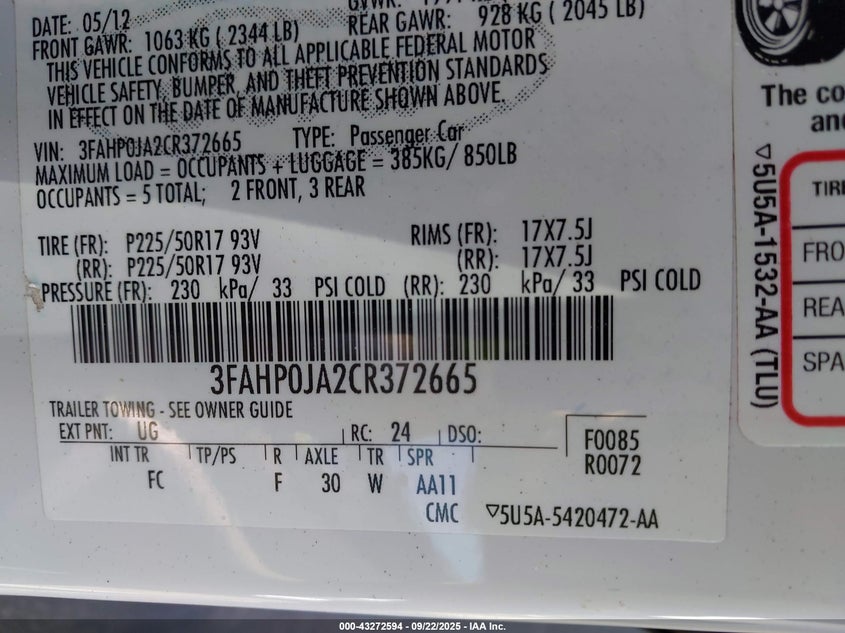 DATE: 05/12
FRONT GAWR: 1063 KG ( 2344 LB)
REAR GAWR: 928 KG ( 2045 LB)
THIS VEHICLE CONFORMS TO ALL APPLICABLE FEDERAL MOTOR
VEHICLE SAFETY, BUMPER, AND THEFT PREVENTION STANDARDS
IN EFFECT ON THE DATE OF MANUFACTURE SHOWN ABOVE.
VIN: 3FAHP0JA2CR372665 TYPE: Passenger Car
MAXIMUM LOAD = OCCUPANTS + LUGGAGE = 385KG/ 850LB
OCCUPANTS = 5 TOTAL; 2 FRONT, 3 REAR
TIRE (FR): P225/50R17 93V RIMS (FR): 17X7.5J
(RR): P225/50R17 93V (RR): 17X7.5J
PRESSURE (FR): 230 kPa/ 33 PSI COLD (RR): 230 kPa/ 33 PSI COLD
3FAHP0JA2CR372665
TRAILER TOWING - SEE OWNER GUIDE
EXT PNT: UG RC: 24 DSO:
INT TR TP/PS R AXLE TR SPR
FC F 30 W AA11
CMC
F0085
R0072
▽5U5A-5420472-AA
The co
an
▽5U5A-1532-AA (TLU)
TIRE
FRO
REA
SPA
000-43272594 - 09/22/2025 - IAA Inc.